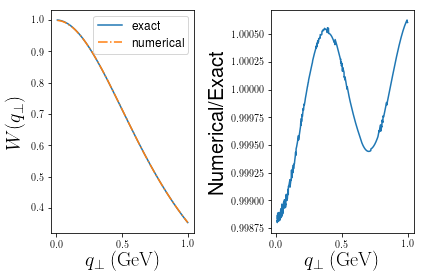 exact
numerical
W(q⊥)
1.0
0.9
0.8
0.7
0.6
0.5
0.4
0.0 0.5 1.0
q⊥ (GeV)
Numerical/Exact
1.00050
1.00025
1.00000
0.99975
0.99950
0.99925
0.99900
0.99875
0.0 0.5 1.0
q⊥ (GeV)